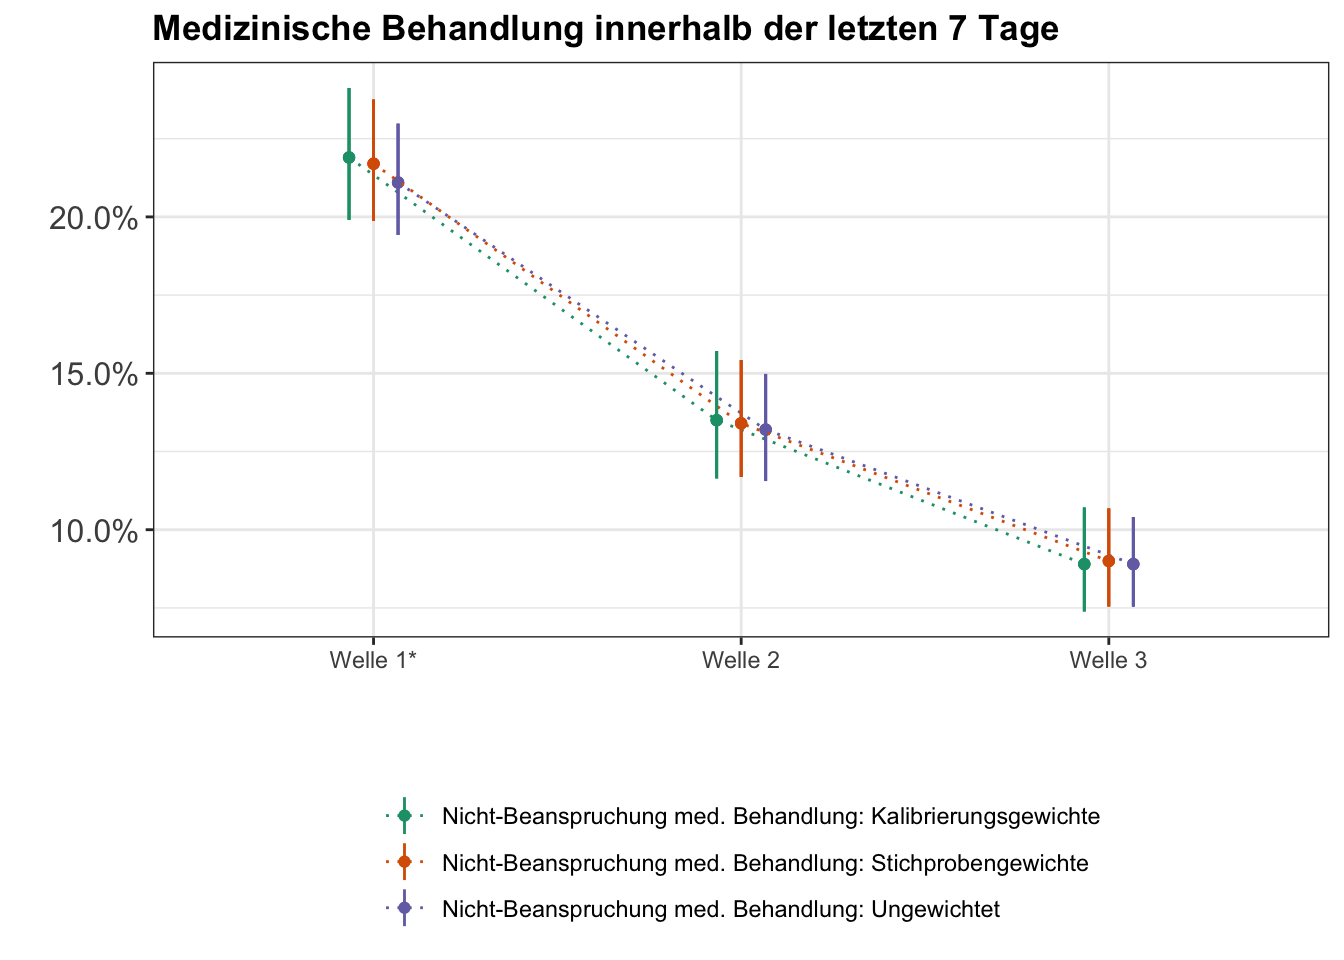 Medizinische Behandlung innerhalb der letzten 7 Tage
20.0%
15.0%
10.0%
Welle 1* Welle 2 Welle 3
Nicht-Beanspruchung med. Behandlung: Kalibrierungsgewichte
Nicht-Beanspruchung med. Behandlung: Stichprobengewichte
Nicht-Beanspruchung med. Behandlung: Ungewichtet